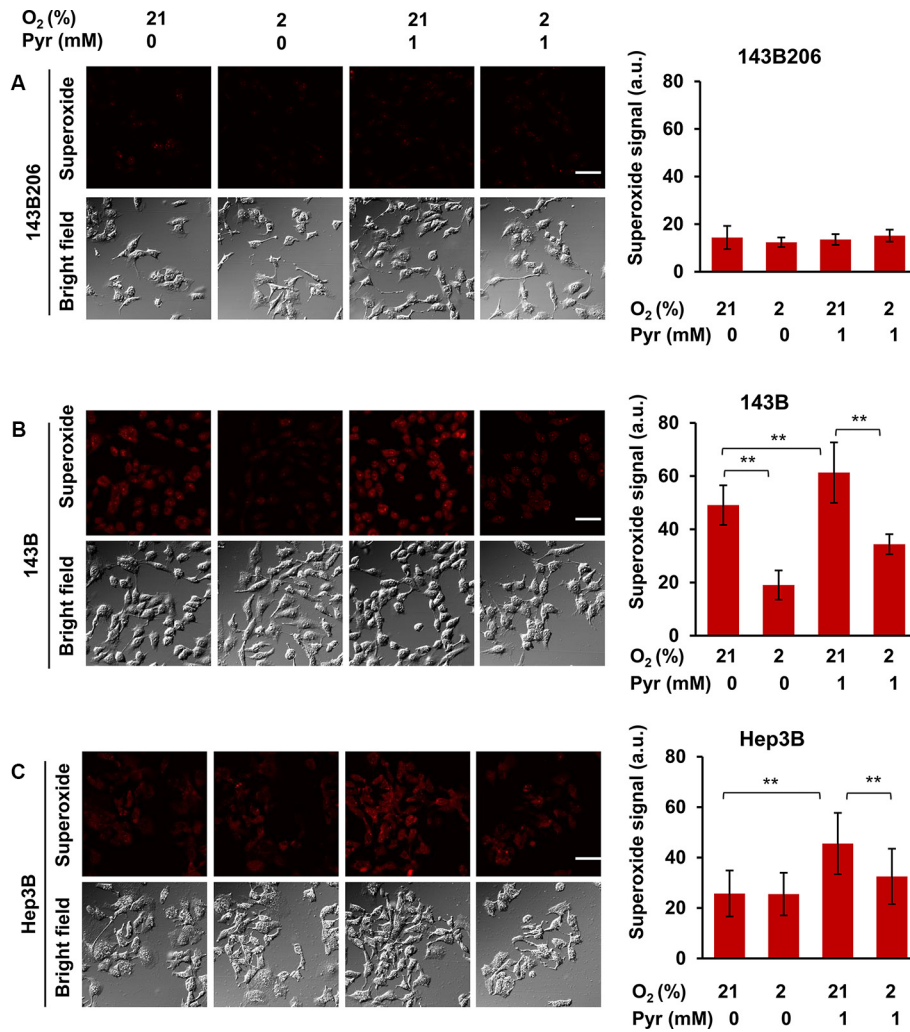 O2 (%) 21 2 21 2
Pyr (mM) 0 0 1 1
A
143B206
Superoxide
Bright field
143B206
Superoxide signal (a.u.)
80
60
40
20
0
O2 (%) 21 2 21 2
Pyr (mM) 0 0 1 1
B
143B
Superoxide
Bright field
143B
Superoxide signal (a.u.)
80
60
40
20
0
** ** **
O2 (%) 21 2 21 2
Pyr (mM) 0 0 1 1
C
Hep3B
Superoxide
Bright field
Hep3B
Superoxide signal (a.u.)
80
60
40
20
0
** **
O2 (%) 21 2 21 2
Pyr (mM) 0 0 1 1